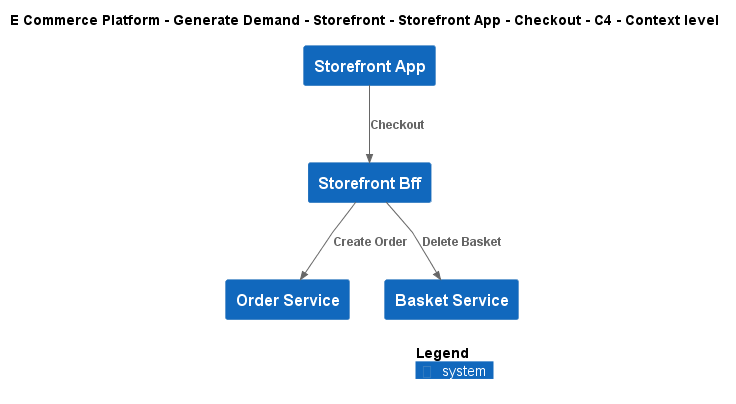 E Commerce Platform - Generate Demand - Storefront - Storefront App - Checkout - C4 - Context level
Storefront App
Checkout
Storefront Bff
Create Order
Delete Basket
Order Service
Basket Service
Legend
system